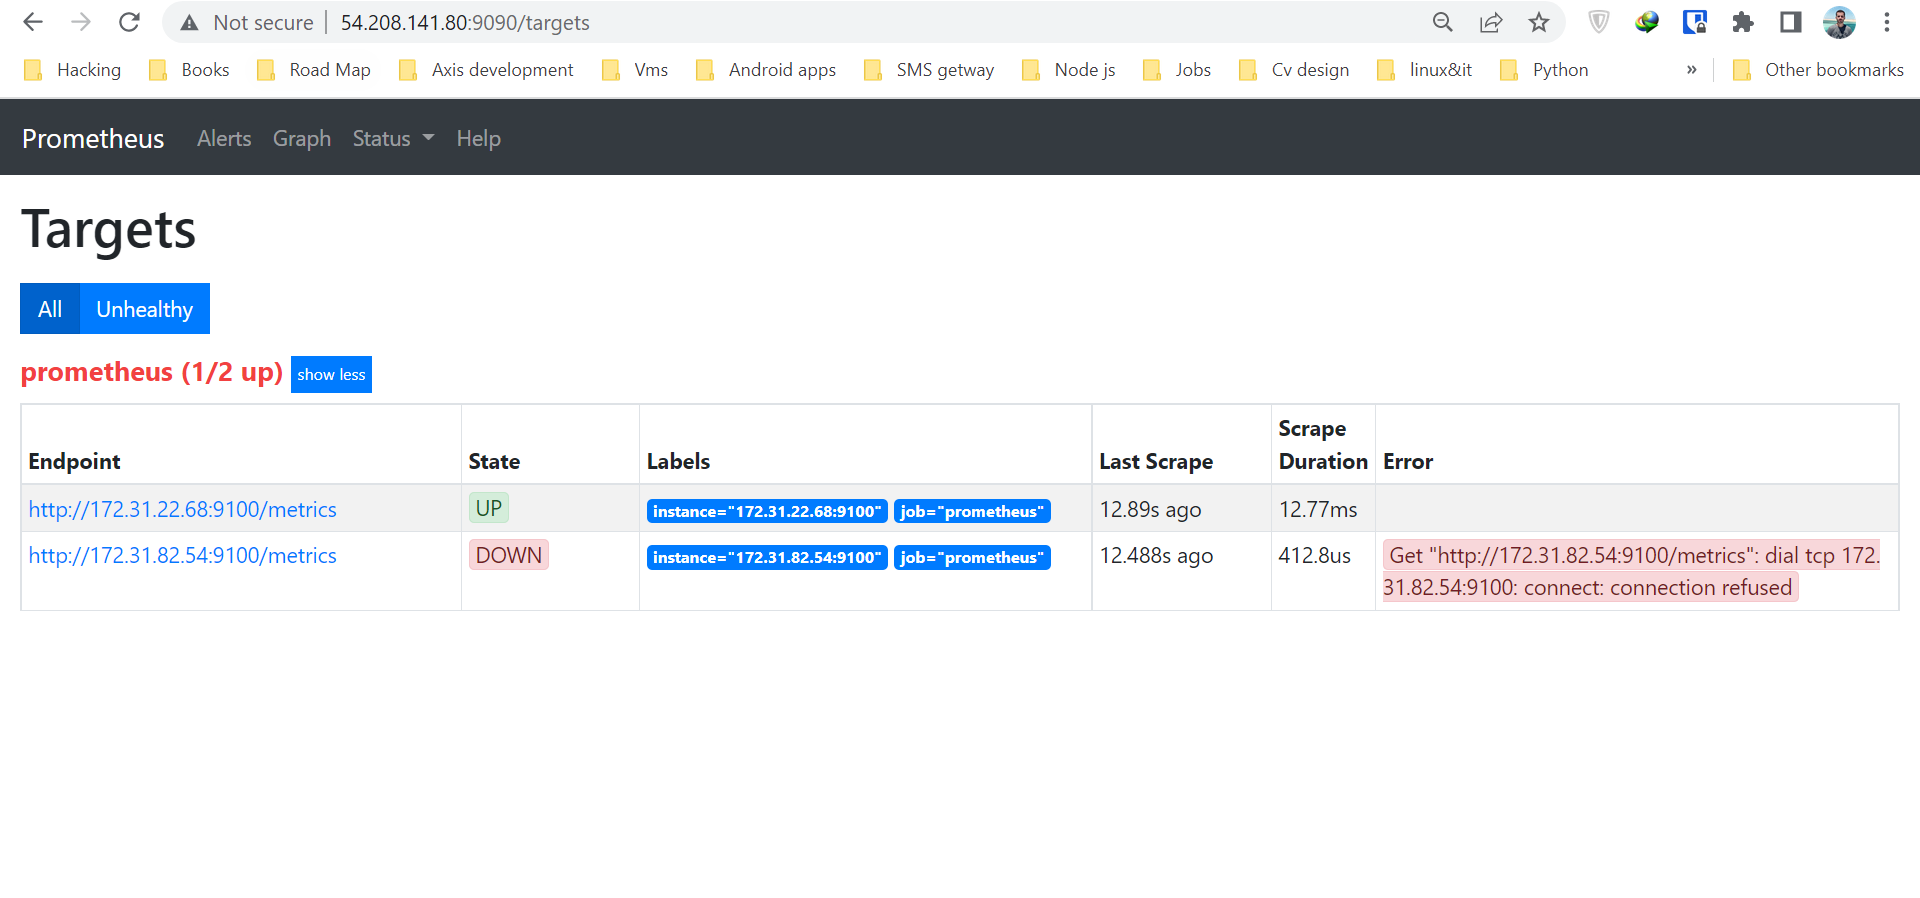 Not secure 54.208.141.80:9090/targets
Hacking Books Road Map Axis development Vms Android apps SMS getway Node js Jobs Cv design linux&it Python » Other bookmarks
Prometheus Alerts Graph Status Help
Targets
All Unhealthy
prometheus (1/2 up) show less
Endpoint State Labels Last Scrape Scrape Duration Error
http://172.31.22.68:9100/metrics UP instance="172.31.22.68:9100" job="prometheus" 12.89s ago 12.77ms
http://172.31.82.54:9100/metrics DOWN instance="172.31.82.54:9100" job="prometheus" 12.488s ago 412.8us Get "http://172.31.82.54:9100/metrics": dial tcp 172.
31.82.54:9100: connect: connection refused